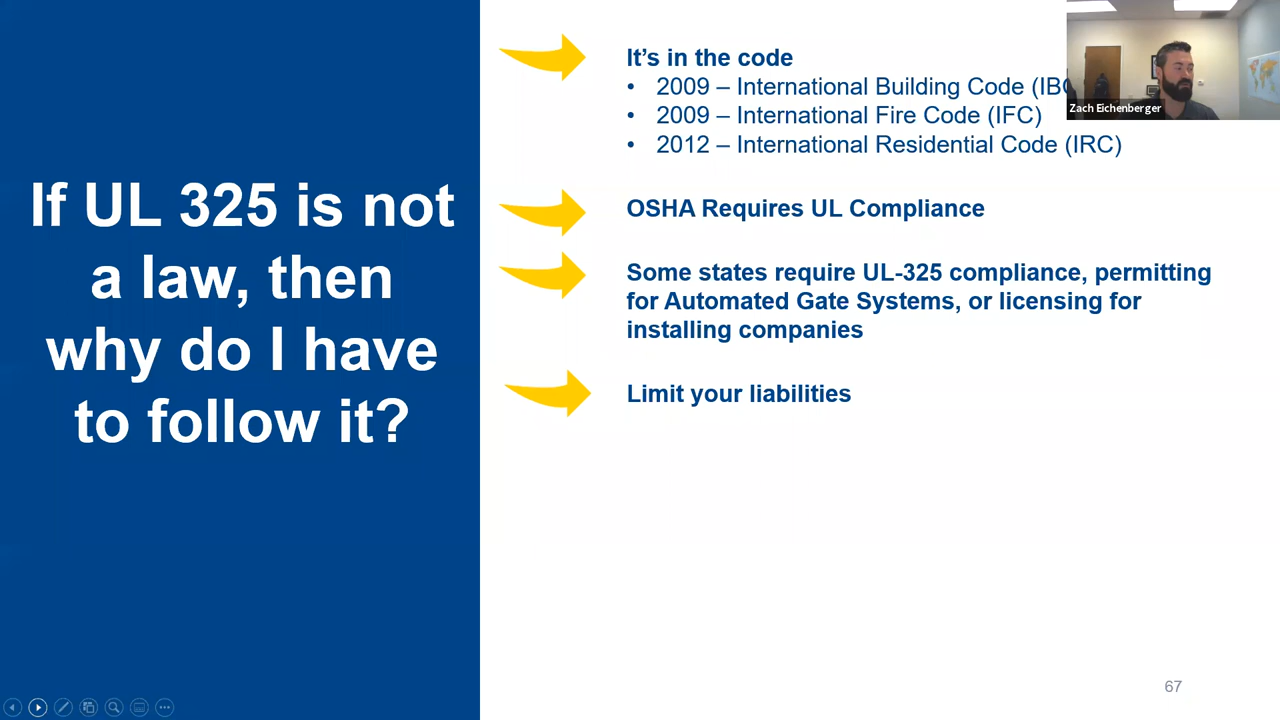 If UL 325 is not
a law, then
why do I have
to follow it?
It's in the code
• 2009 – International Building Code
• 2009 – International Fire Code (IFC)
• 2012 – International Residential Code (IRC)
OSHA Requires UL Compliance
Some states require UL-325 compliance, permitting
for Automated Gate Systems, or licensing for
installing companies
Limit your liabilities
Zach Eichenberger
67